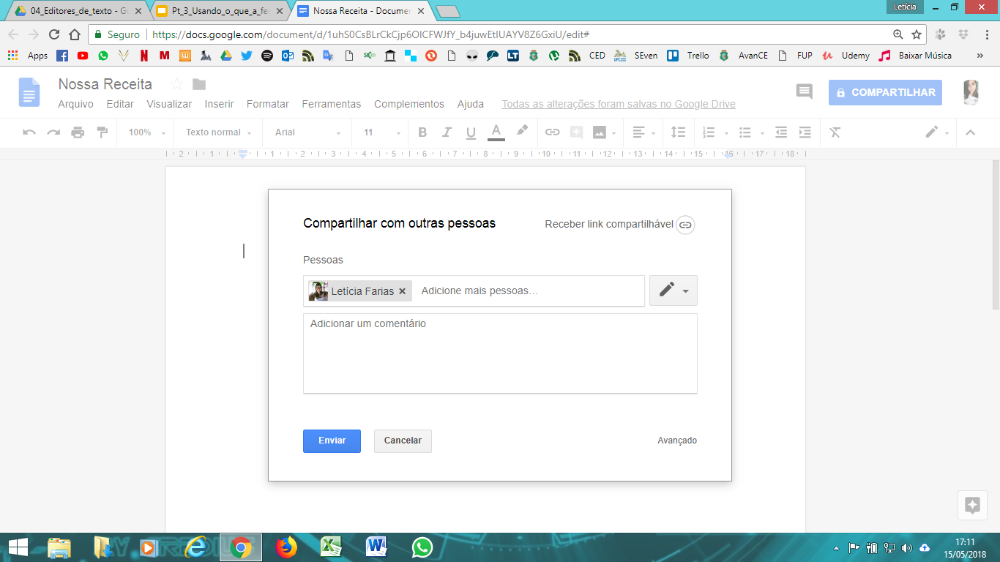 04_Editores_de_texto - Go
Pt_3_Usando_o_que_a_fer
Nossa Receita - Documen
Letícia
Seguro
https://docs.google.com/document/d/1uhS0CsBLrCkCjp6OICFWJfY_b4juwEtIUAYV8Z6GxiU/edit#
Apps CED SEven Trello AvanCE FUP Udemy Baixar Música »
Nossa Receita
COMPARTILHAR
Arquivo Editar Visualizar Inserir Formatar Ferramentas Complementos Ajuda Todas as alterações foram salvas no Google Drive
100% Texto normal Arial 11
2 1 1 2 3 4 5 6 7 8 9 10 11 12 13 14 15 16 17 18
Compartilhar com outras pessoas
Receber link compartilhável
Pessoas
Letícia Farias × Adicione mais pessoas…
Adicionar um comentário
Enviar Cancelar Avançado
17:11
15/05/2018